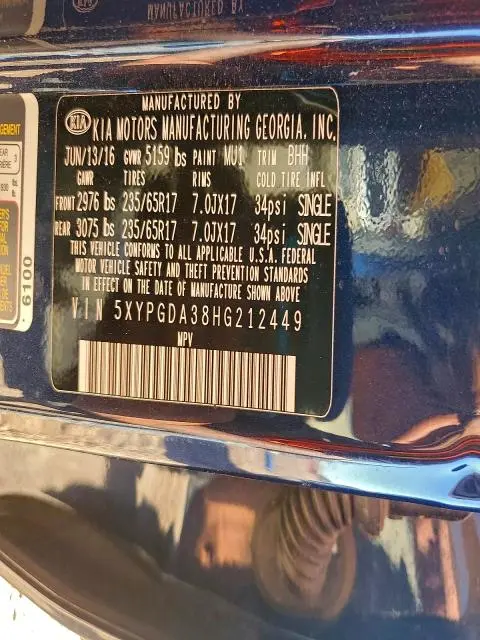 MANUFACTURED BY
KIA KIA MOTORS MANUFACTURING GEORGIA, INC.
JUN/13/16 GVWR 5159 lbs PAINT MU1 TRIM BHH
GAWR TIRES RIMS COLD TIRE INFL
FRONT 2976 lbs 235/65R17 7.0JX17 34psi SINGLE
REAR 3075 lbs 235/65R17 7.0JX17 34psi SINGLE
THIS VEHICLE CONFORMS TO ALL APPLICABLE U.S.A. FEDERAL
MOTOR VEHICLE SAFETY AND THEFT PREVENTION STANDARDS
IN EFFECT ON THE DATE OF MANUFACTURE SHOWN ABOVE
VIN 5XYPGDA38HG212449
MPV
6100